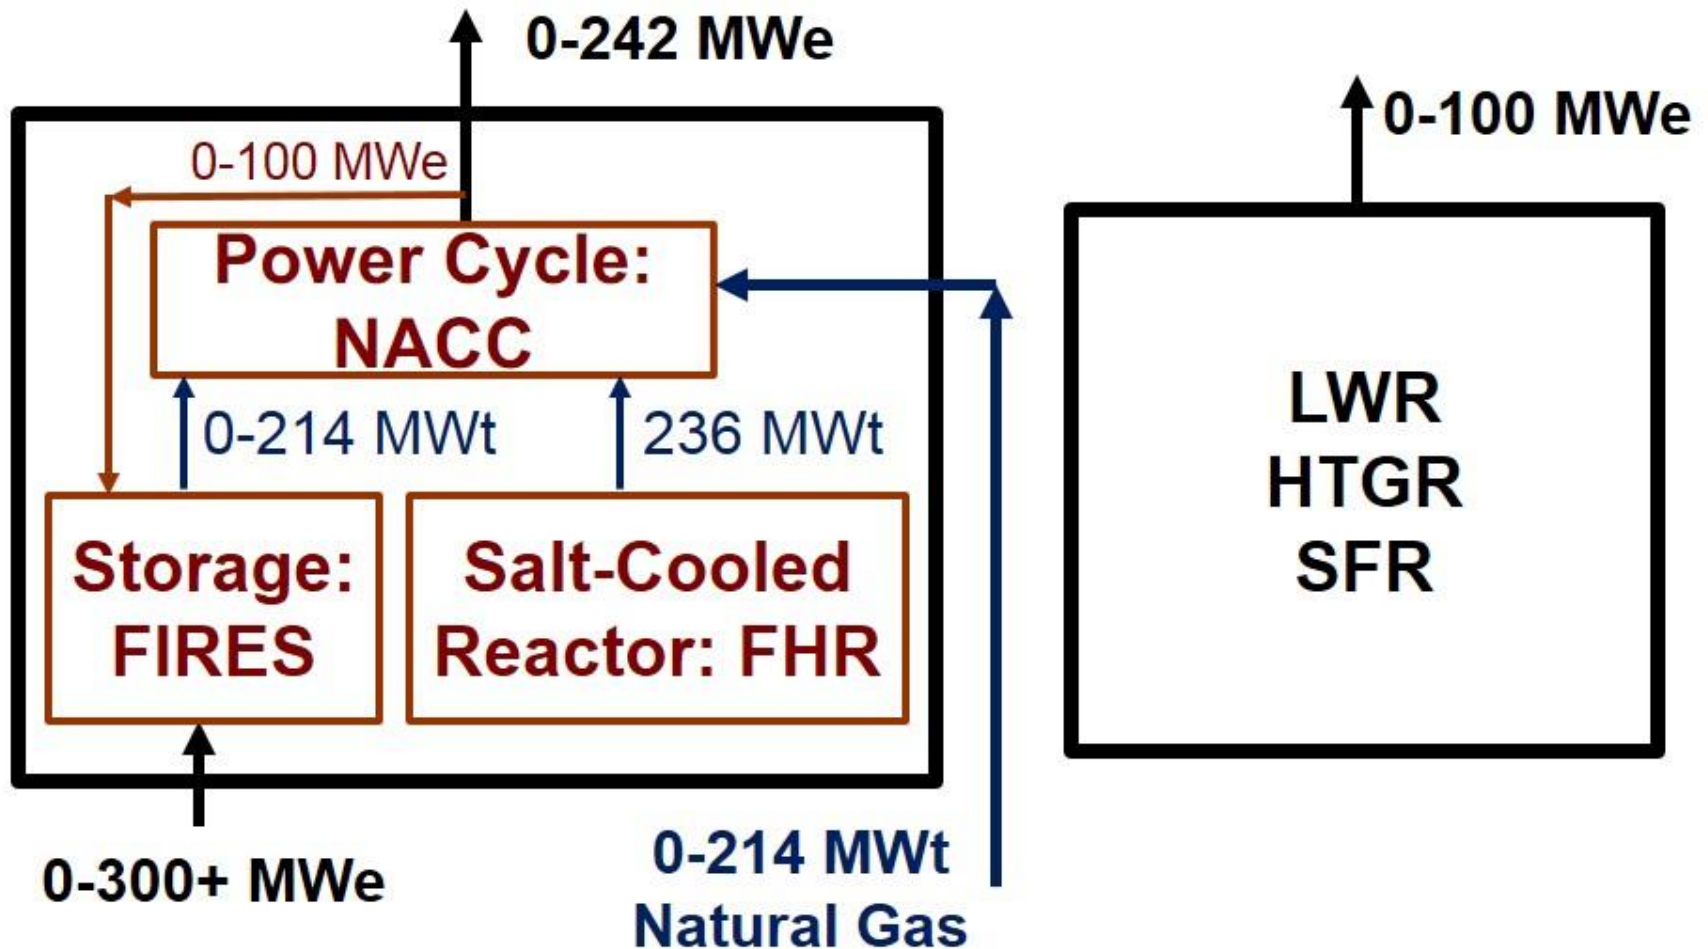 0-242 MWe
0-100 MWe
0-100 MWe
Power Cycle:
NACC
0-214 MWt
236 MWt
Storage:
FIRES
Salt-Cooled
Reactor: FHR
LWR
HTGR
SFR
0-300+ MWe
0-214 MWt
Natural Gas